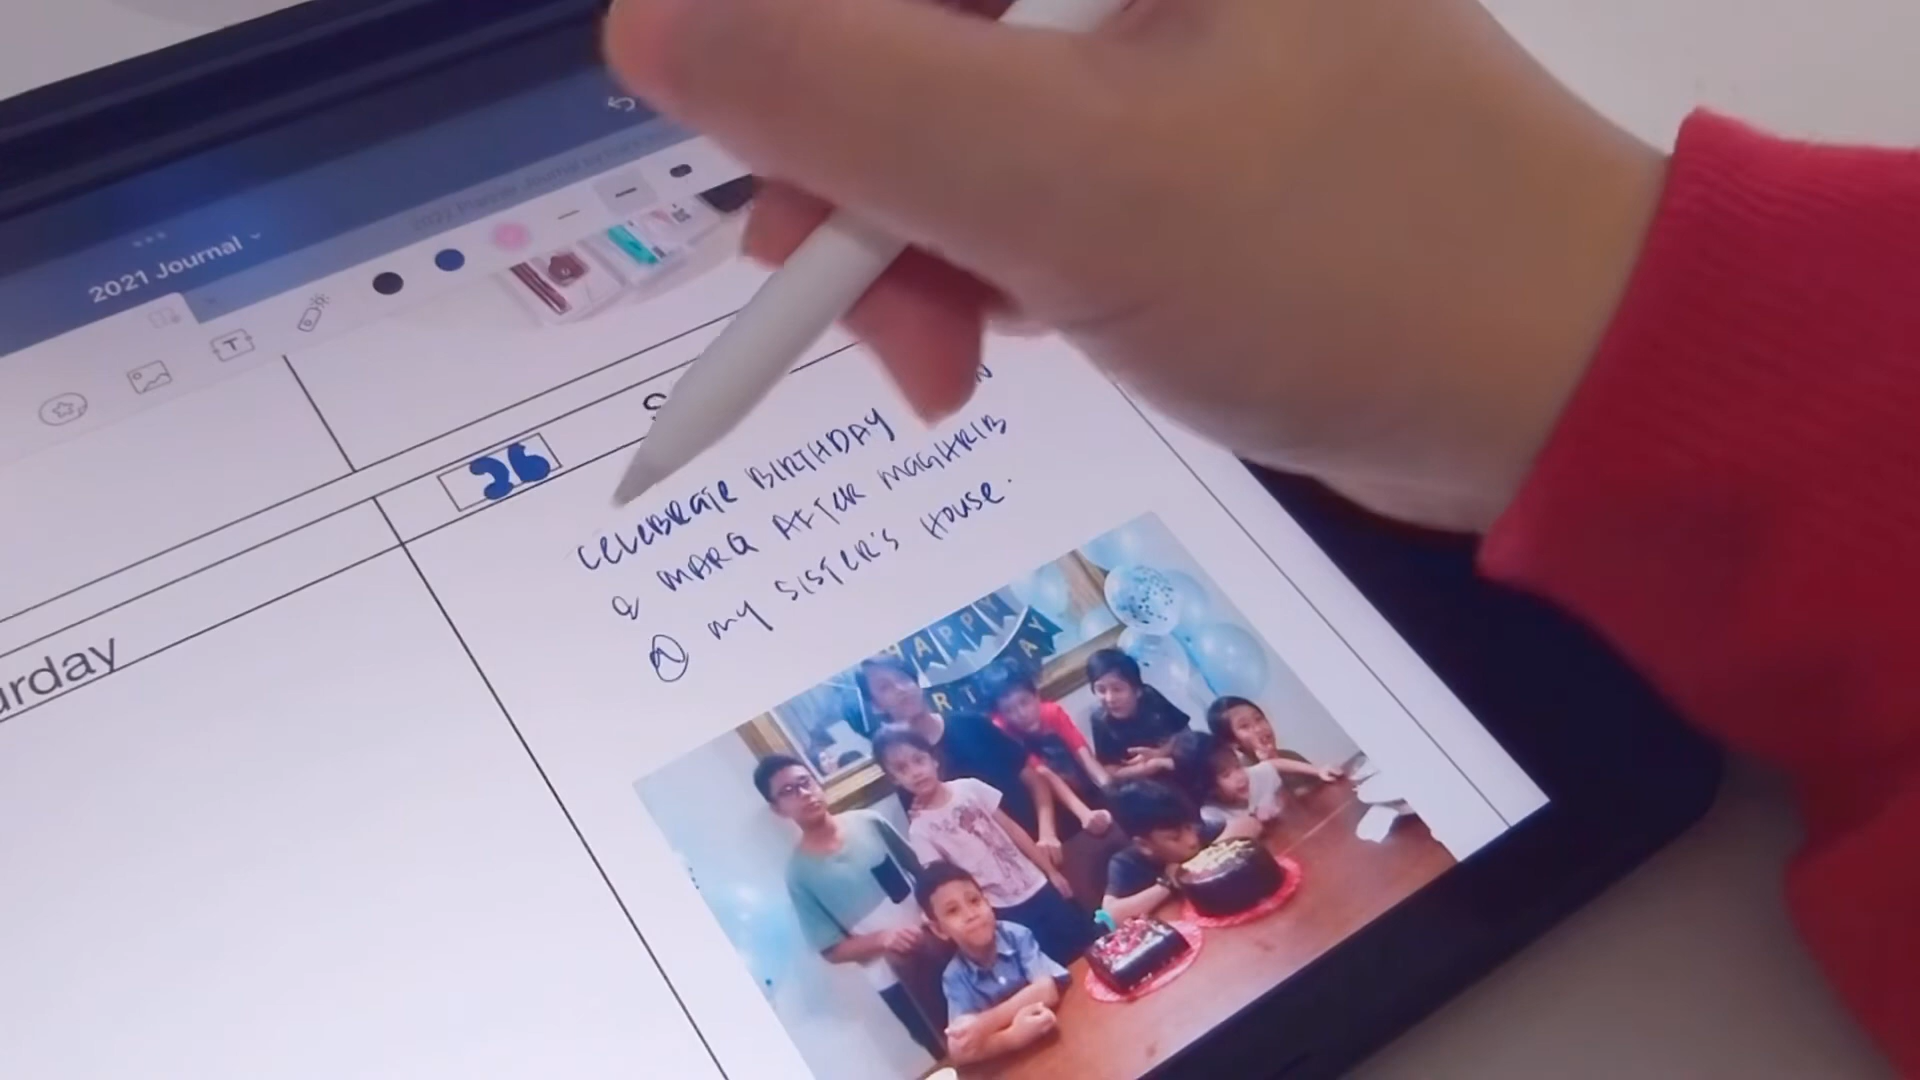 2021 Journal
T
26
CELEBRATE BIRTHDAY
& MARA AFTER MAGHRIB
@ MY SISTER'S HOUSE.
urday
HAPPY